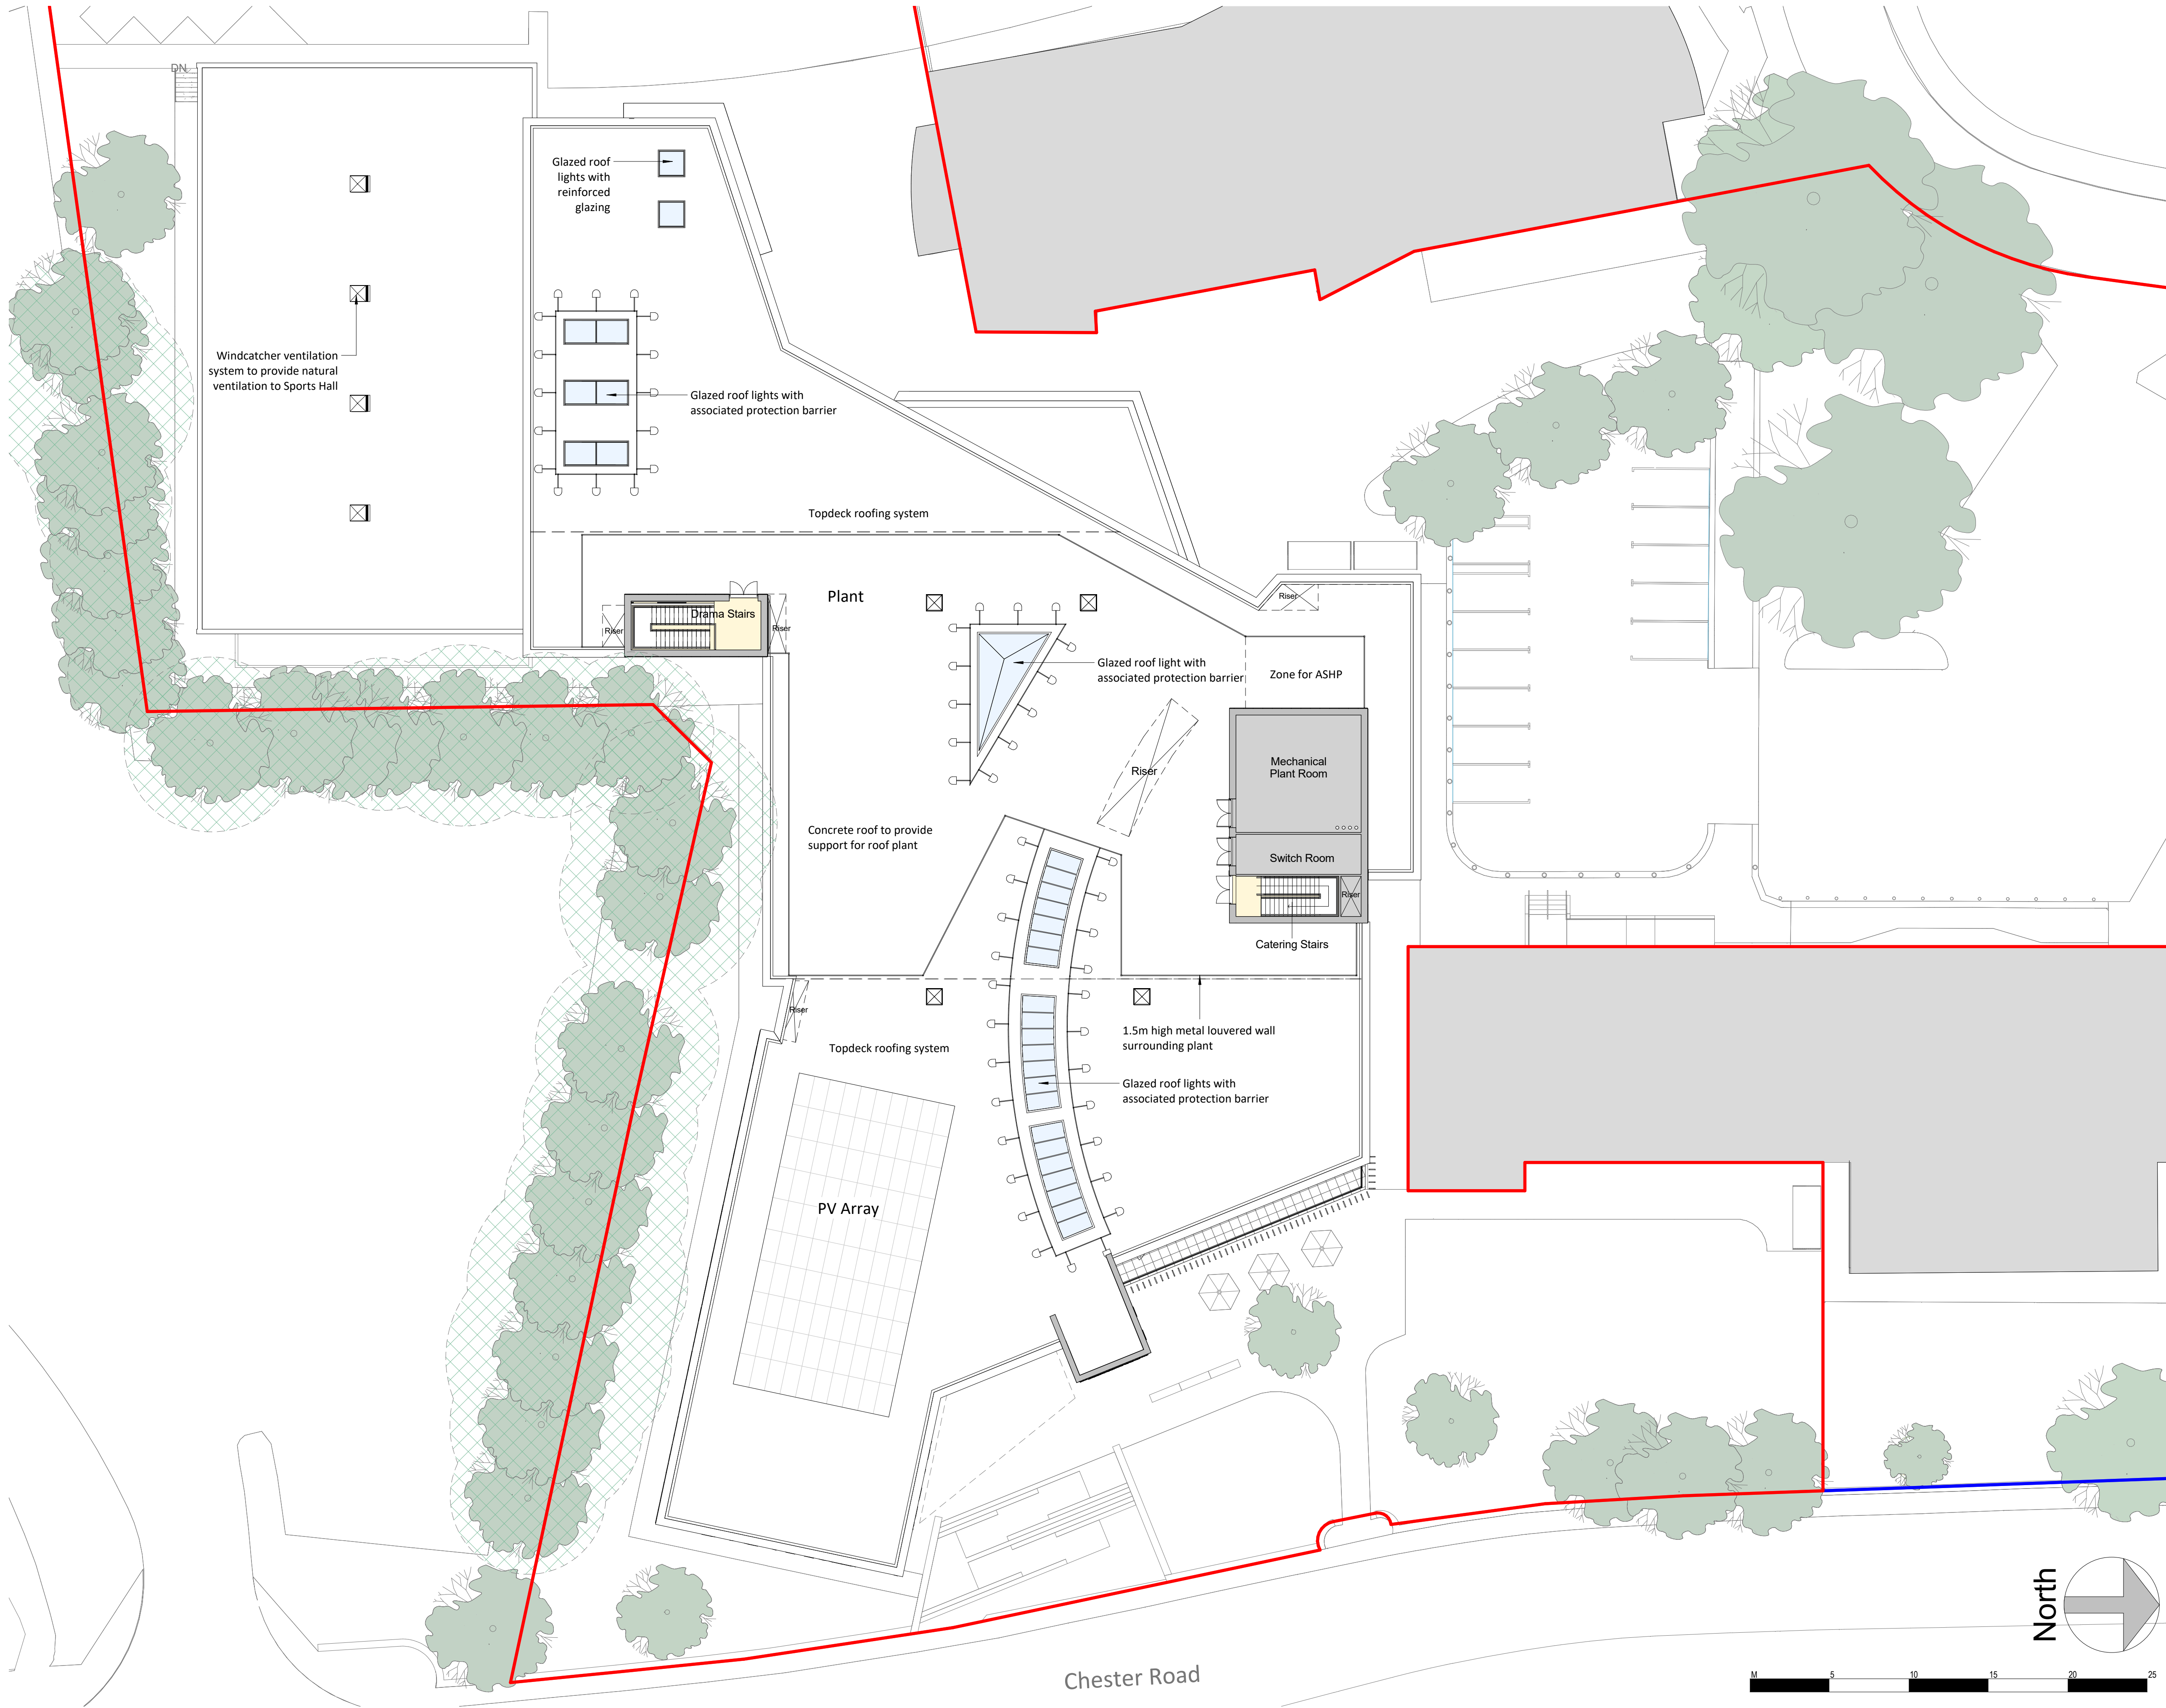 DN
Glazed roof
lights with
reinforced
glazing
Windcatcher ventilation
system to provide natural
ventilation to Sports Hall
Glazed roof lights with
associated protection barrier
Topdeck roofing system
Plant
Drama Stairs
Riser
Riser
Riser
Glazed roof light with
associated protection barrier
Zone for ASHP
Riser
Mechanical
Plant Room
Concrete roof to provide
support for roof plant
Switch Room
Riser
Catering Stairs
Riser
1.5m high metal louvered wall
surrounding plant
Topdeck roofing system
Glazed roof lights with
associated protection barrier
PV Array
North
Chester Road
M 5 10 15 20 25